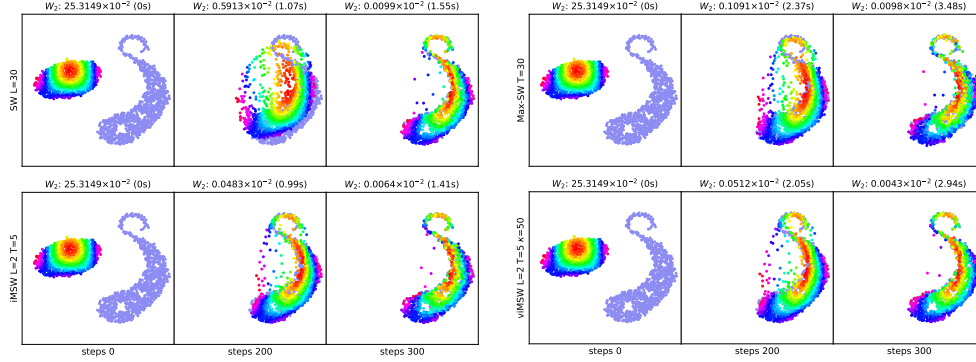 W₂: 25.3149×10⁻² (0s) W₂: 0.5913×10⁻² (1.07s) W₂: 0.0099×10⁻² (1.55s)
SW L=30
W₂: 25.3149×10⁻² (0s) W₂: 0.1091×10⁻² (2.37s) W₂: 0.0098×10⁻² (3.48s)
Max-SW T=30
W₂: 25.3149×10⁻² (0s) W₂: 0.0483×10⁻² (0.99s) W₂: 0.0064×10⁻² (1.41s)
iMSW L=2 T=5
steps 0 steps 200 steps 300
W₂: 25.3149×10⁻² (0s) W₂: 0.0512×10⁻² (2.05s) W₂: 0.0043×10⁻² (2.94s)
viMSW L=2 T=5 κ=50
steps 0 steps 200 steps 300